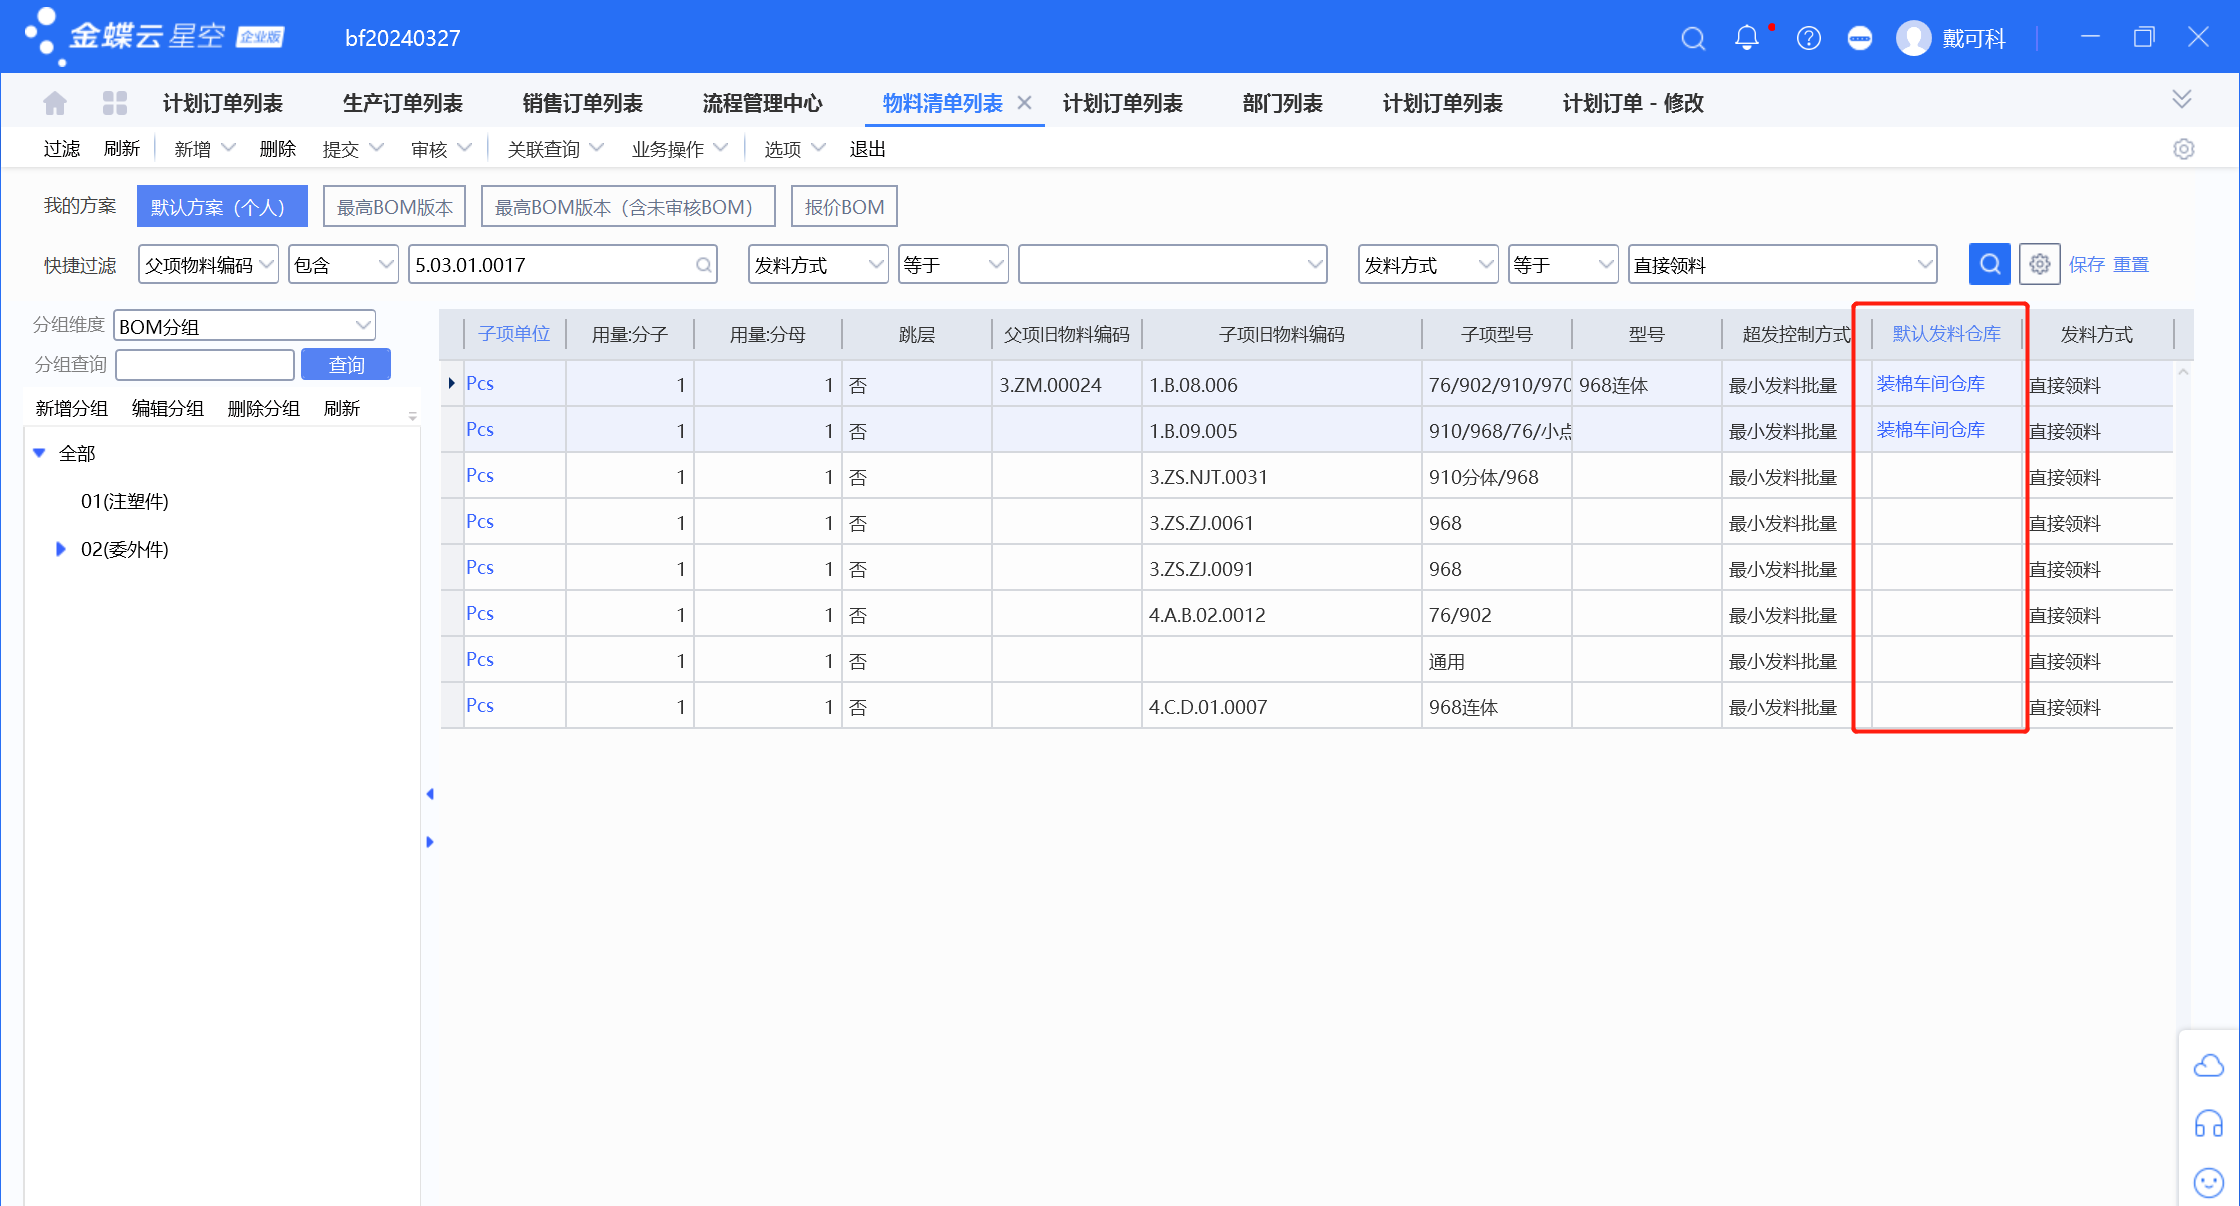 金蝶云 星空 企业版 bf20240327 戴可科
计划订单列表 生产订单列表 销售订单列表 流程管理中心 物料清单列表 计划订单列表 部门列表 计划订单列表 计划订单 - 修改
过滤 刷新 新增 删除 提交 审核 关联查询 业务操作 选项 退出
我的方案 默认方案（个人） 最高BOM版本 最高BOM版本（含未审核BOM） 报价BOM
快捷过滤 父项物料编码 包含 5.03.01.0017 发料方式 等于 发料方式 等于 直接领料 保存 重置
分组维度 BOM分组
分组查询 查询
新增分组 编辑分组 删除分组 刷新
全部
01(注塑件)
02(委外件)
子项单位 用量:分子 用量:分母 跳层 父项旧物料编码 子项旧物料编码 子项型号 型号 超发控制方式 默认发料仓库 发料方式
Pcs 1 1 否 3.ZM.00024 1.B.08.006 76/902/910/970 968连体 最小发料批量 装棉车间仓库 直接领料
Pcs 1 1 否 1.B.09.005 910/968/76/小点 最小发料批量 装棉车间仓库 直接领料
Pcs 1 1 否 3.ZS.NJT.0031 910分体/968 最小发料批量 直接领料
Pcs 1 1 否 3.ZS.ZJ.0061 968 最小发料批量 直接领料
Pcs 1 1 否 3.ZS.ZJ.0091 968 最小发料批量 直接领料
Pcs 1 1 否 4.A.B.02.0012 76/902 最小发料批量 直接领料
Pcs 1 1 否 通用 最小发料批量 直接领料
Pcs 1 1 否 4.C.D.01.0007 968连体 最小发料批量 直接领料